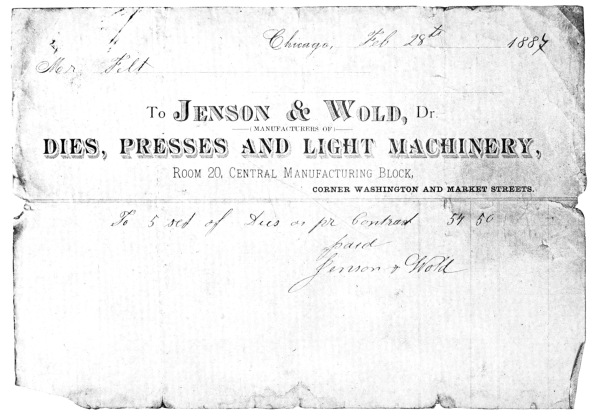 Chicago, Feb 28th 1887
Mr. Felt
To Jenson & Wold, Dr.
(MANUFACTURERS OF)
DIES, PRESSES AND LIGHT MACHINERY,
ROOM 20, CENTRAL MANUFACTURING BLOCK,
CORNER WASHINGTON AND MARKET STREETS.
To 5 set of Dies as pr Contract 54 50
paid
Jenson & Wold